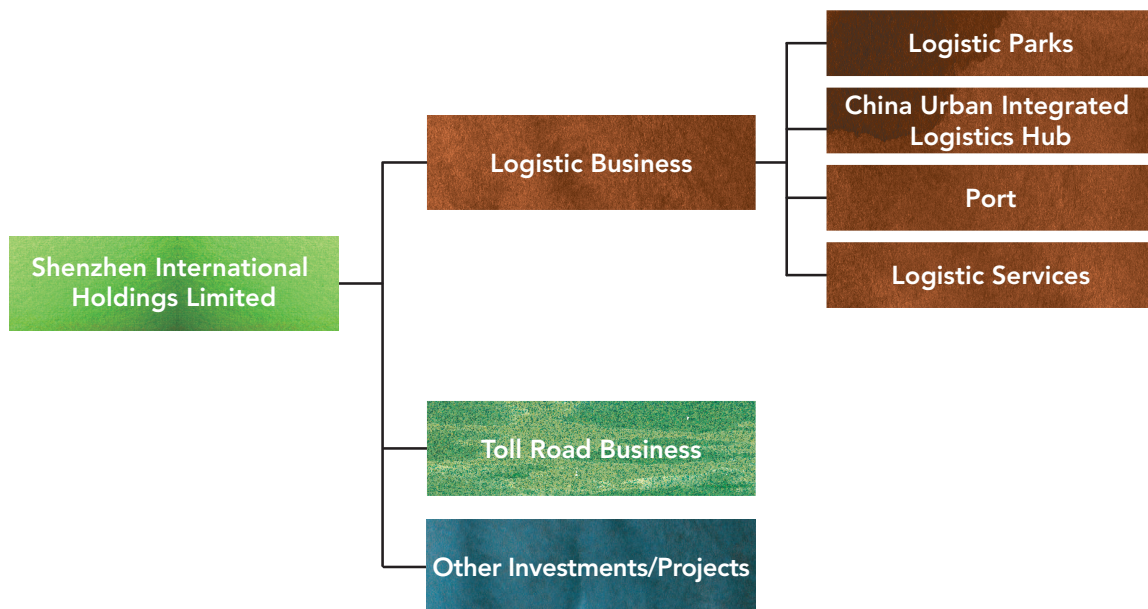 Shenzhen International
Holdings Limited
Logistic Business
Logistic Parks
China Urban Integrated
Logistics Hub
Port
Logistic Services
Toll Road Business
Other Investments/Projects